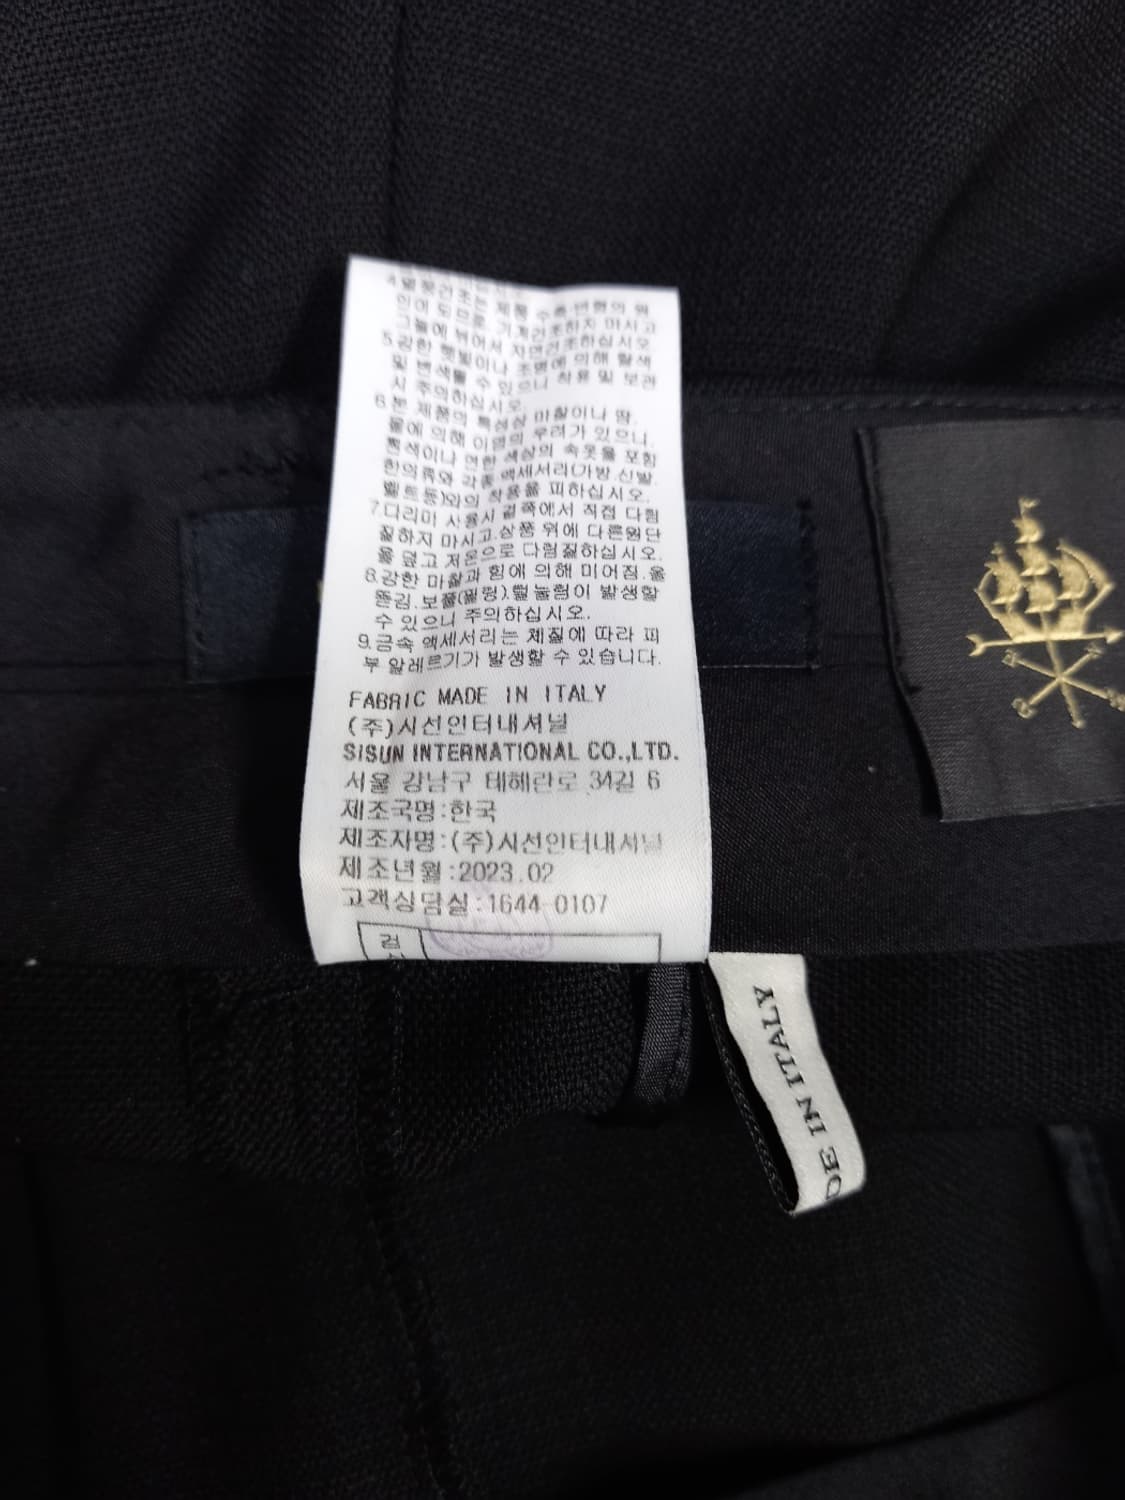 4.열풍건조는 제품 수축.변형의 원
인이 되므로 기계건조하지 마시고
그늘에 뉘어서 자연건조하십시오
5.강한 햇빛이나 조명에 의해 탈색
및 변색될 수 있으니 착용 및 보관
시 주의하십시오.
6.본 제품의 특성상 마찰이나 땀.
물에 의해 이염의 우려가 있으니.
흰색이나 연한 색상의 속옷을 포함
한의류와 각종 액세서리(가방.신발.
벨트등)와의 착용을 피하십시오.
7.다리미 사용시 겉쪽에서 직접 다림
질하지 마시고.상품 위에 다른원단
을 덮고 저온으로 다림질하십시오.
8.강한 마찰과 힘에 의해 미어짐.올
뜯김.보풀(필링).털눌림이 발생할
수 있으니 주의하십시오.
9.금속 액세서리는 체질에 따라 피
부 알레르기가 발생할 수 있습니다.
FABRIC MADE IN ITALY
(주)시선인터내셔널
SISUN INTERNATIONAL CO.,LTD.
서울 강남구 테헤란로 34길 6
제조국명:한국
제조자명:(주)시선인터내셔널
제조년월:2023.02
고객상담실:1644-0107
검
DE IN ITALY